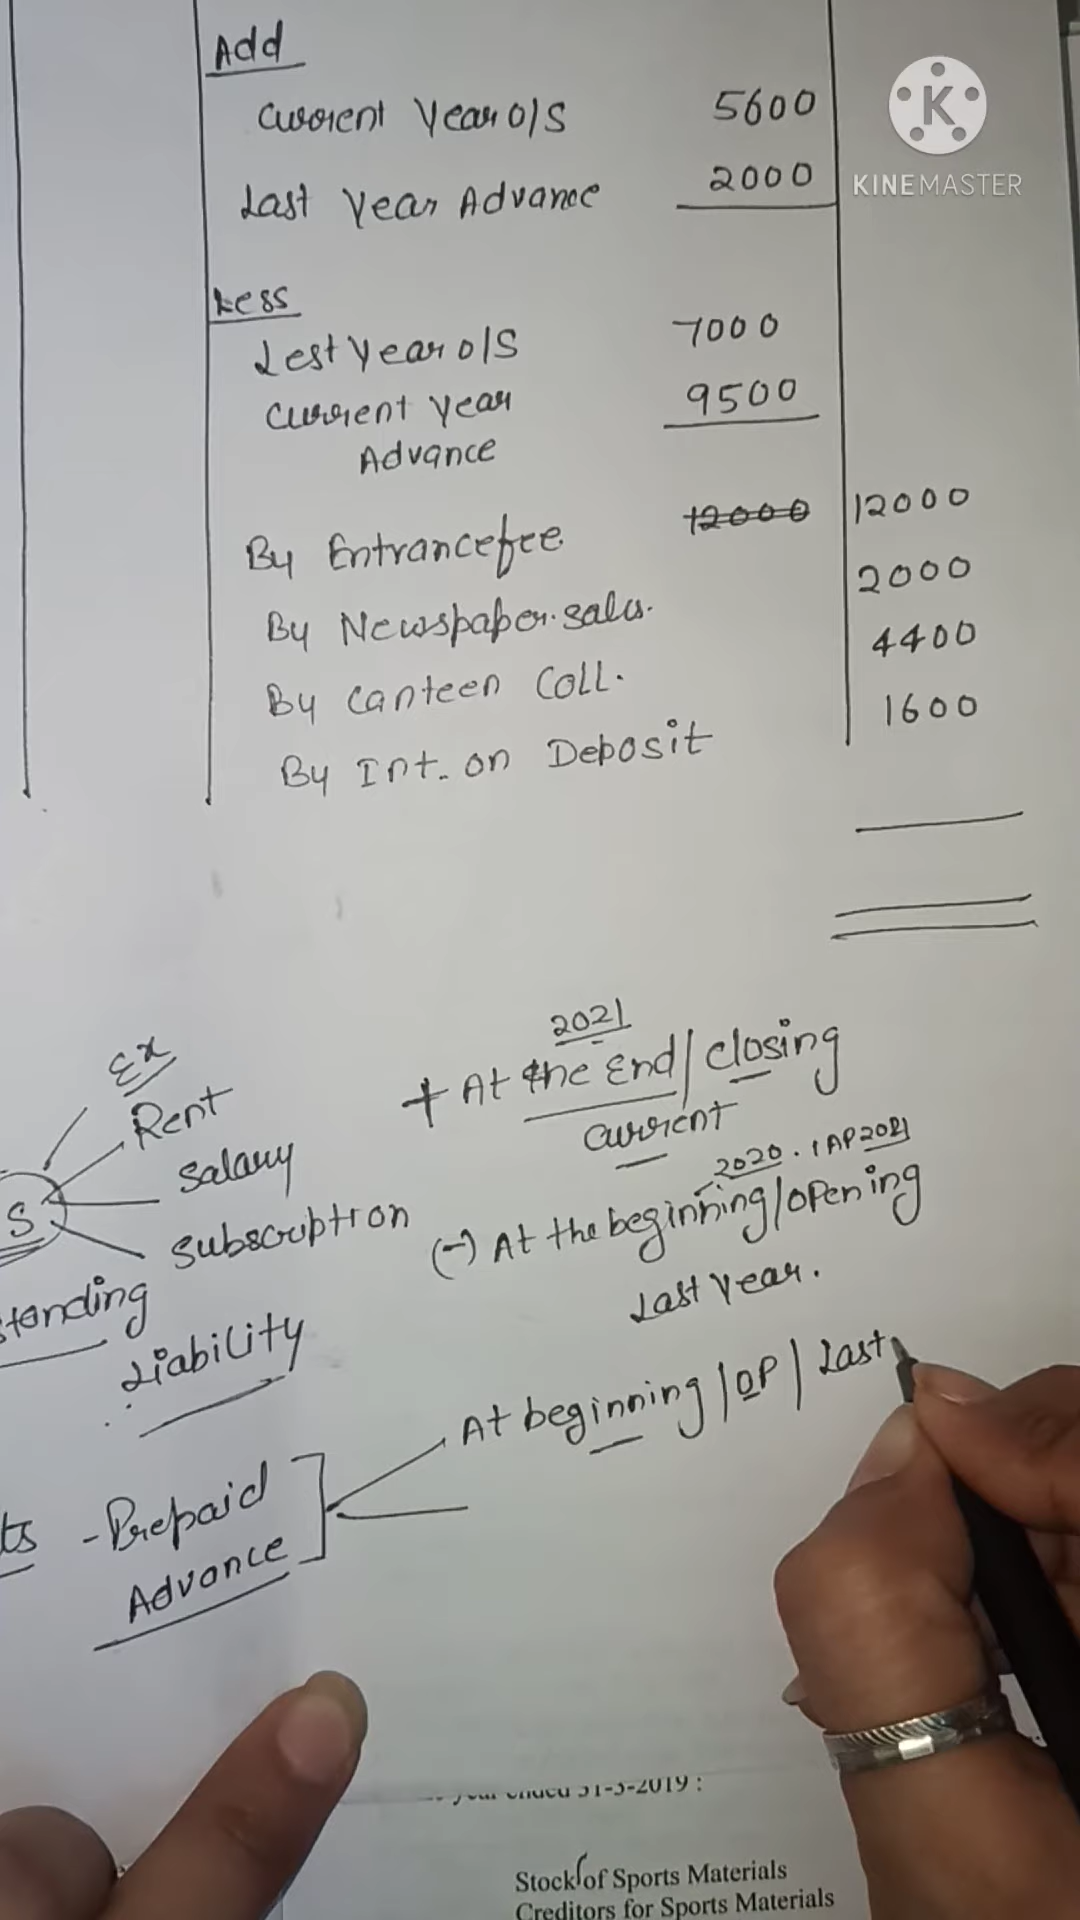 Add
Current Year O/S 5600
Last Year Advance 2000
KINEMASTER
Less
Lest Year O/S 7000
Current Year 9500
Advance
By Entrancefee 12000 12000
By Newspaper.Sales. 2000
By Canteen Coll. 4400
By Int. on Deposit 1600
Ex
Rent
Salary
S
Subscription
standing
Liability
2021
+ At the End/closing
Current
2020. 1AP2021
(-) At the beginning/opening
Last Year.
At beginning/OP/Last
ts - Prepaid
Advance
year ended 31-3-2019 :
Stock of Sports Materials
Creditors for Sports Materials